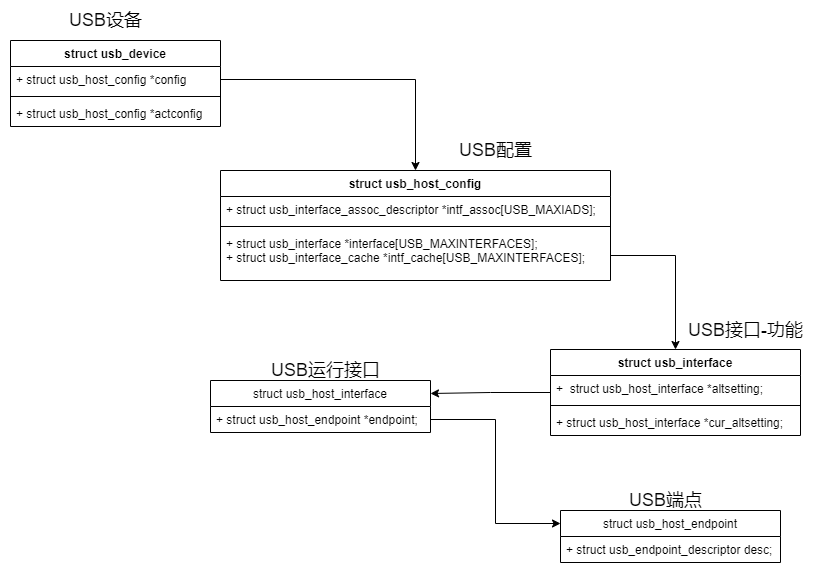 USB设备
struct usb_device
+ struct usb_host_config *config
+ struct usb_host_config *actconfig
USB配置
struct usb_host_config
+ struct usb_interface_assoc_descriptor *intf_assoc[USB_MAXIADS];
+ struct usb_interface *interface[USB_MAXINTERFACES];
+ struct usb_interface_cache *intf_cache[USB_MAXINTERFACES];
USB接口-功能
struct usb_interface
+ struct usb_host_interface *altsetting;
+ struct usb_host_interface *cur_altsetting;
USB运行接口
struct usb_host_interface
+ struct usb_host_endpoint *endpoint;
USB端点
struct usb_host_endpoint
+ struct usb_endpoint_descriptor desc;